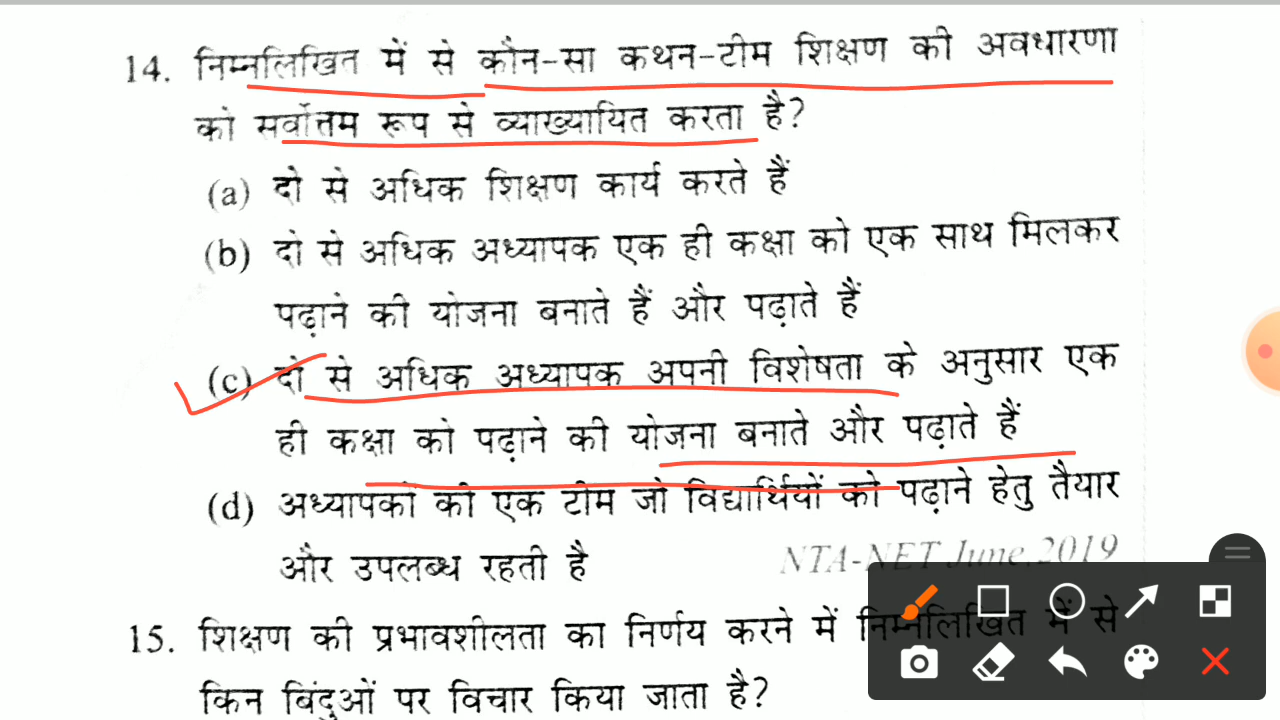 14. निम्नलिखित में से कौन-सा कथन-टीम शिक्षण की अवधारणा
को सर्वोत्तम रूप से व्याख्यायित करता है?
(a) दो से अधिक शिक्षण कार्य करते हैं
(b) दो से अधिक अध्यापक एक ही कक्षा को एक साथ मिलकर
पढ़ाने की योजना बनाते हैं और पढ़ाते हैं
(c) दो से अधिक अध्यापक अपनी विशेषता के अनुसार एक
ही कक्षा को पढ़ाने की योजना बनाते और पढ़ाते हैं
(d) अध्यापकों की एक टीम जो विद्यार्थियों को पढ़ाने हेतु तैयार
और उपलब्ध रहती है
NTA-NET June,2019
15. शिक्षण की प्रभावशीलता का निर्णय करने में निम्नलिखित में से
किन बिंदुओं पर विचार किया जाता है?